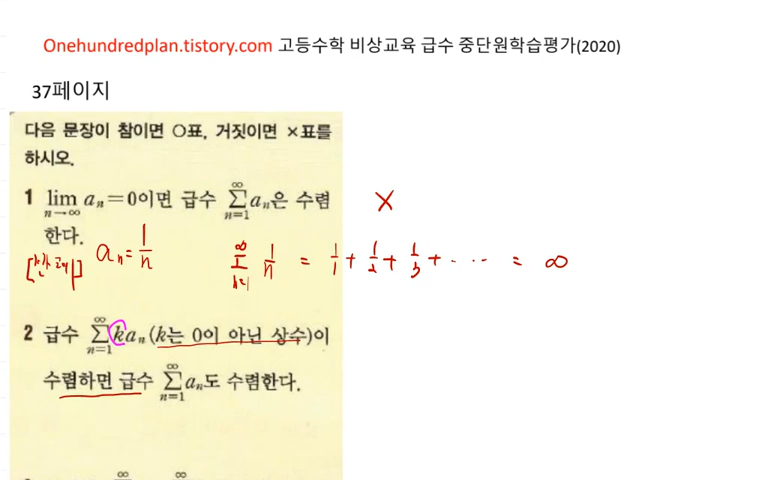 Onehundredplan.tistory.com 고등수학 비상교육 급수 중단원학습평가(2020)
37페이지
다음 문장이 참이면 ○표, 거짓이면 ×표를
하시오.
1 lim n→∞ aₙ=0이면 급수 ∑ n=1 ∞ aₙ은 수렴 X
한다.
aₙ = 1/n ∑ n=1 ∞ 1/n = 1/1 + 1/2 + 1/3 + ... ... = ∞
2 급수 ∑ n=1 ∞ kaₙ (k는 0이 아닌 상수)이
수렴하면 급수 ∑ n=1 ∞ aₙ도 수렴한다.